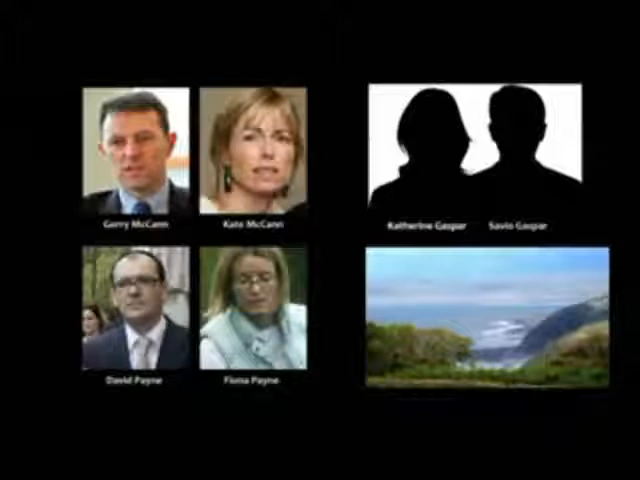 Gerry McCann Kate McCann
Katherine Gaspar Savio Gaspar
David Payne Fiona Payne